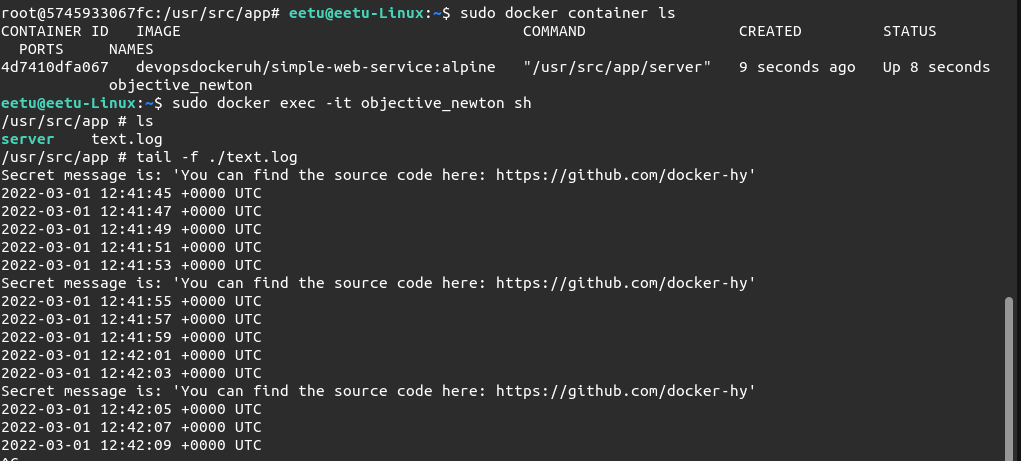 root@5745933067fc:/usr/src/app# eetu@eetu-Linux:~$ sudo docker container ls
CONTAINER ID   IMAGE                                      COMMAND                 CREATED         STATUS
  PORTS     NAMES
4d7410dfa067   devopsdockeruh/simple-web-service:alpine   "/usr/src/app/server"   9 seconds ago   Up 8 seconds
            objective_newton
eetu@eetu-Linux:~$ sudo docker exec -it objective_newton sh
/usr/src/app # ls
server    text.log
/usr/src/app # tail -f ./text.log
Secret message is: 'You can find the source code here: https://github.com/docker-hy'
2022-03-01 12:41:45 +0000 UTC
2022-03-01 12:41:47 +0000 UTC
2022-03-01 12:41:49 +0000 UTC
2022-03-01 12:41:51 +0000 UTC
2022-03-01 12:41:53 +0000 UTC
Secret message is: 'You can find the source code here: https://github.com/docker-hy'
2022-03-01 12:41:55 +0000 UTC
2022-03-01 12:41:57 +0000 UTC
2022-03-01 12:41:59 +0000 UTC
2022-03-01 12:42:01 +0000 UTC
2022-03-01 12:42:03 +0000 UTC
Secret message is: 'You can find the source code here: https://github.com/docker-hy'
2022-03-01 12:42:05 +0000 UTC
2022-03-01 12:42:07 +0000 UTC
2022-03-01 12:42:09 +0000 UTC